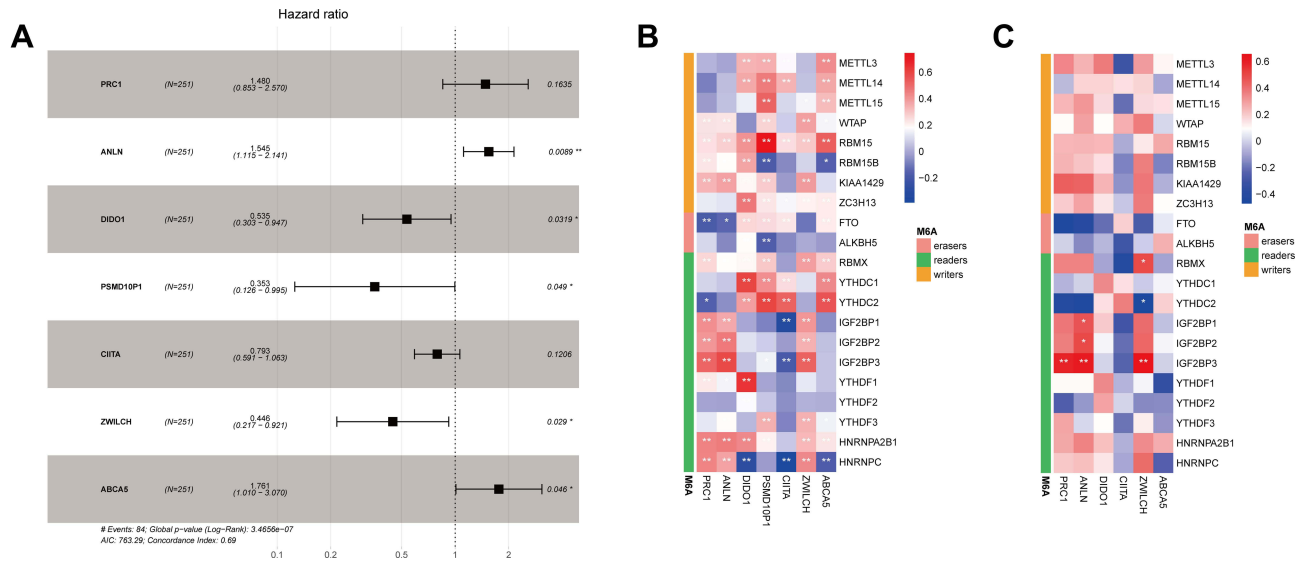 Hazard ratio
A
PRC1 (N=251) 1.480 (0.853 – 2.570) 0.1635
ANLN (N=251) 1.545 (1.115 – 2.141) 0.0089 **
DIDO1 (N=251) 0.535 (0.303 – 0.947) 0.0319 *
PSMD10P1 (N=251) 0.353 (0.126 – 0.995) 0.049 *
CIITA (N=251) 0.793 (0.591 – 1.063) 0.1206
ZWILCH (N=251) 0.446 (0.217 – 0.921) 0.029 *
ABCA5 (N=251) 1.761 (1.010 – 3.070) 0.046 *
# Events: 84; Global p-value (Log-Rank): 3.4656e-07
AIC: 763.29; Concordance Index: 0.69
0.1 0.2 0.5 1 2
B
METTL3
METTL14
METTL15
WTAP
RBM15
RBM15B
KIAA1429
ZC3H13
FTO
ALKBH5
RBMX
YTHDC1
YTHDC2
IGF2BP1
IGF2BP2
IGF2BP3
YTHDF1
YTHDF2
YTHDF3
HNRNPA2B1
HNRNPC
M6A PRC1 ANLN DIDO1 PSMD10P1 CIITA ZWILCH ABCA5
0.6
0.4
0.2
0
−0.2
M6A
erasers
readers
writers
C
METTL3
METTL14
METTL15
WTAP
RBM15
RBM15B
KIAA1429
ZC3H13
FTO
ALKBH5
RBMX
YTHDC1
YTHDC2
IGF2BP1
IGF2BP2
IGF2BP3
YTHDF1
YTHDF2
YTHDF3
HNRNPA2B1
HNRNPC
M6A PRC1 ANLN DIDO1 CIITA ZWILCH ABCA5
0.6
0.4
0.2
0
−0.2
−0.4
M6A
erasers
readers
writers